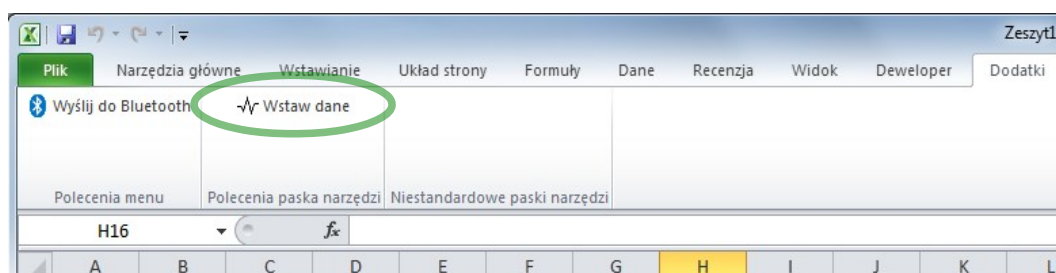 Zeszyt1
Plik Narzędzia główne Wstawianie Układ strony Formuły Dane Recenzja Widok Deweloper Dodatki
Wyślij do Bluetooth Wstaw dane
Polecenia menu Polecenia paska narzędzi Niestandardowe paski narzędzi
H16 fx
A B C D E F G H I J K L